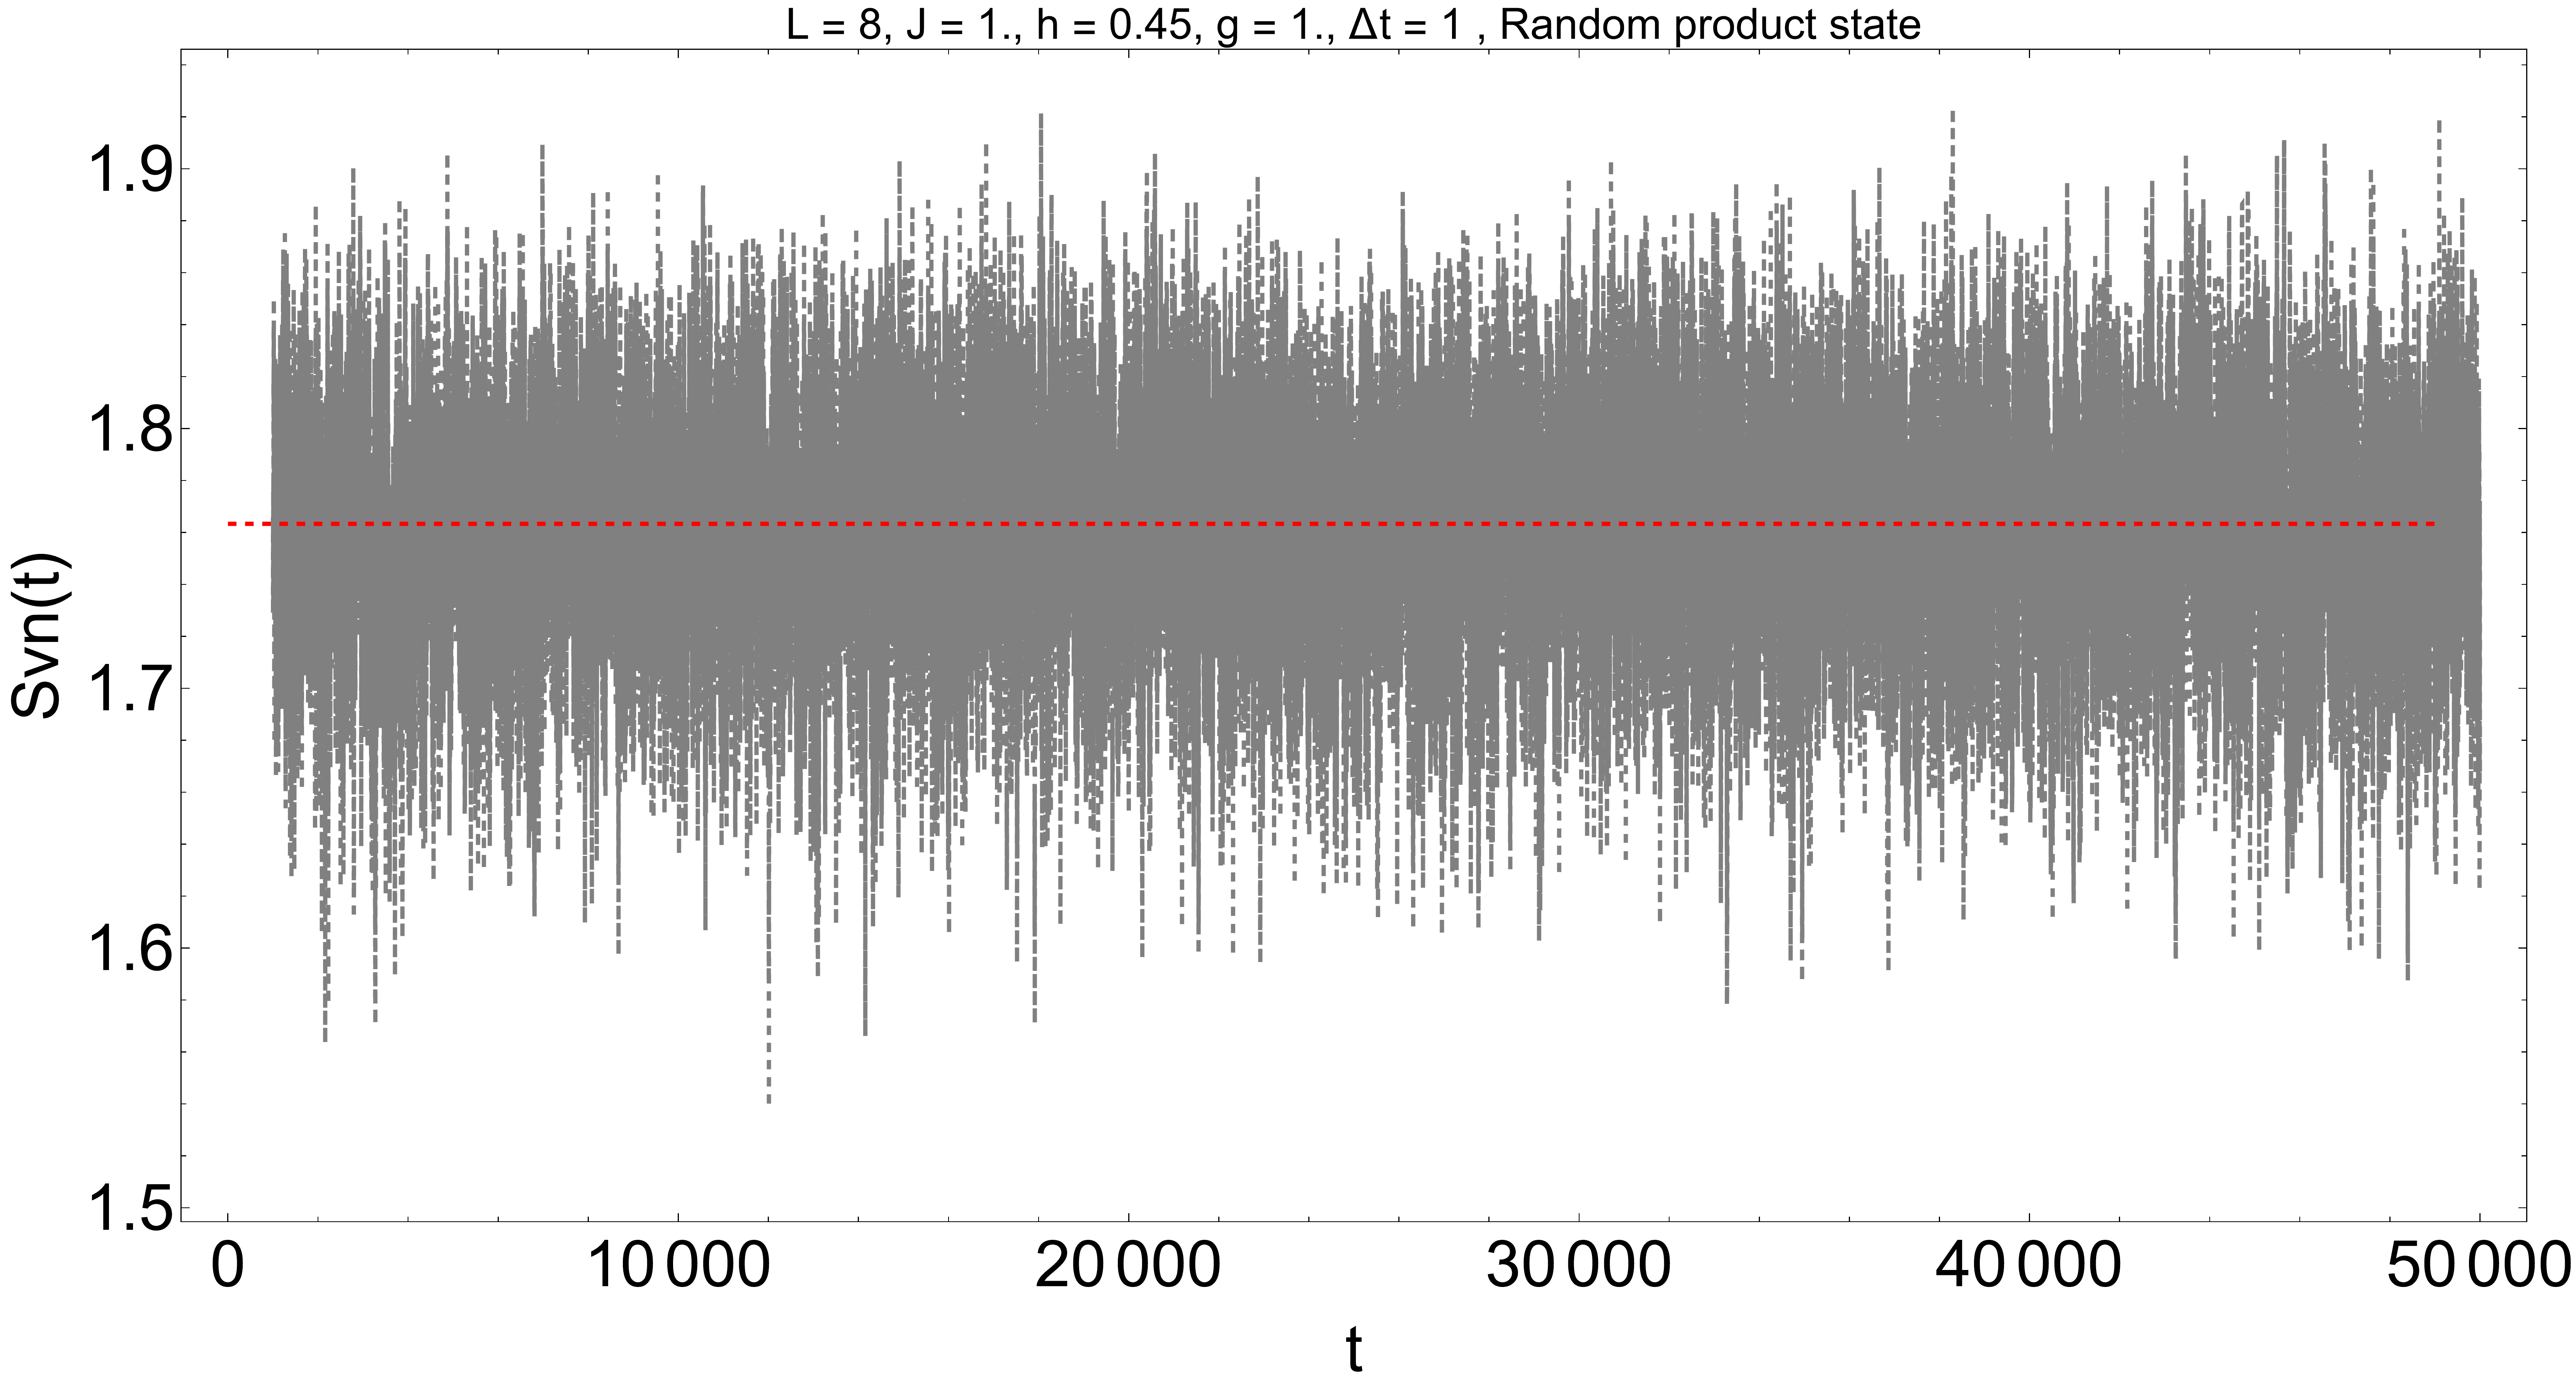 L = 8, J = 1., h = 0.45, g = 1., Δt = 1 , Random product state
Svn(t)
1.9
1.8
1.7
1.6
1.5
0 10 000 20 000 30 000 40 000 50 000
t